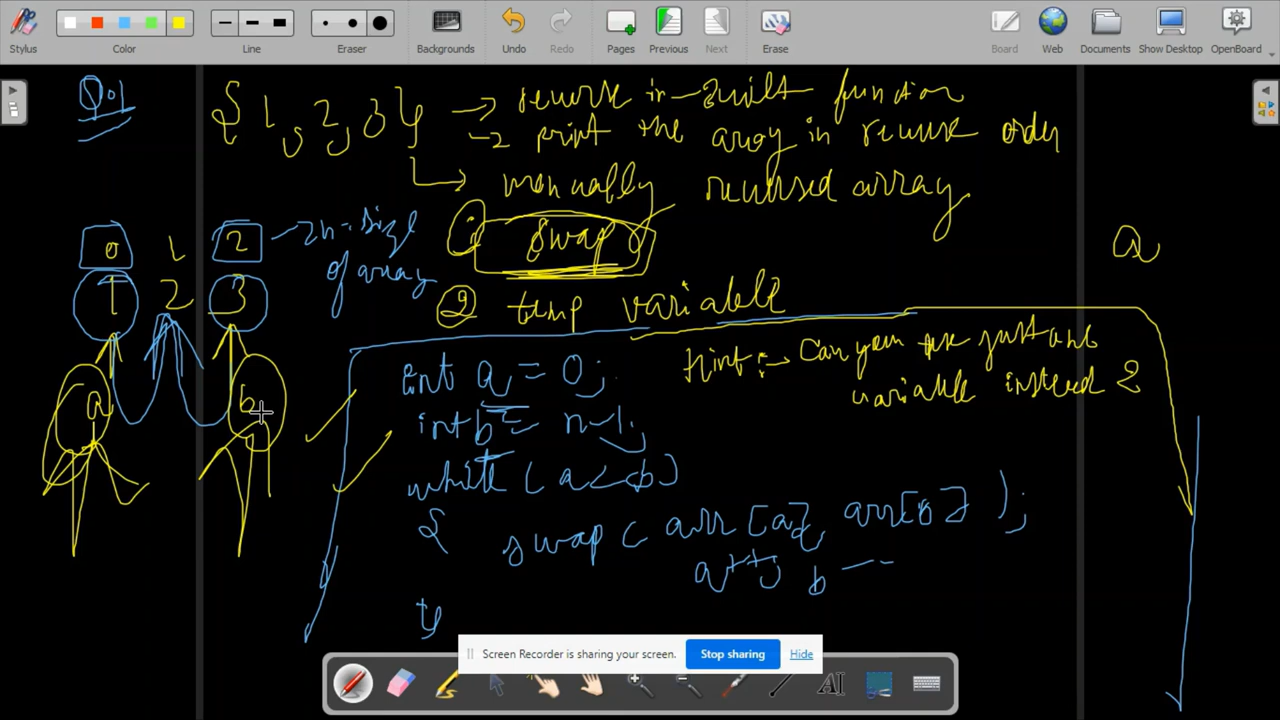 Stylus
Color
Line
Eraser
Backgrounds
Undo
Redo
Pages
Previous
Next
Erase
Board
Web
Documents
Show Desktop
OpenBoard
Q01
{ 1, 2, 3 } → reverse in-built function
→ print the array in reverse order
→ manually reversed array
0 1 2 → n-size of array
1 2 3
a b
① swap
② temp variable
a
Hint :→ Can you use just one
variable instead 2
int a = 0;
int b = n-1;
while (a<b)
{
swap ( arr [a], arr[b] );
a++; b--
}
Screen Recorder is sharing your screen.
Stop sharing
Hide